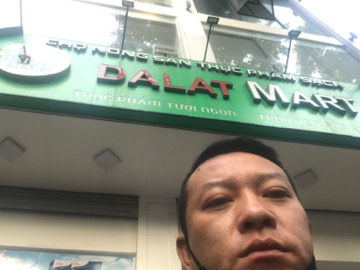 CHỢ NÔNG SẢN THỰC PHẨM SẠCH
DALAT MART
THỰC PHẨM TƯƠI NGON